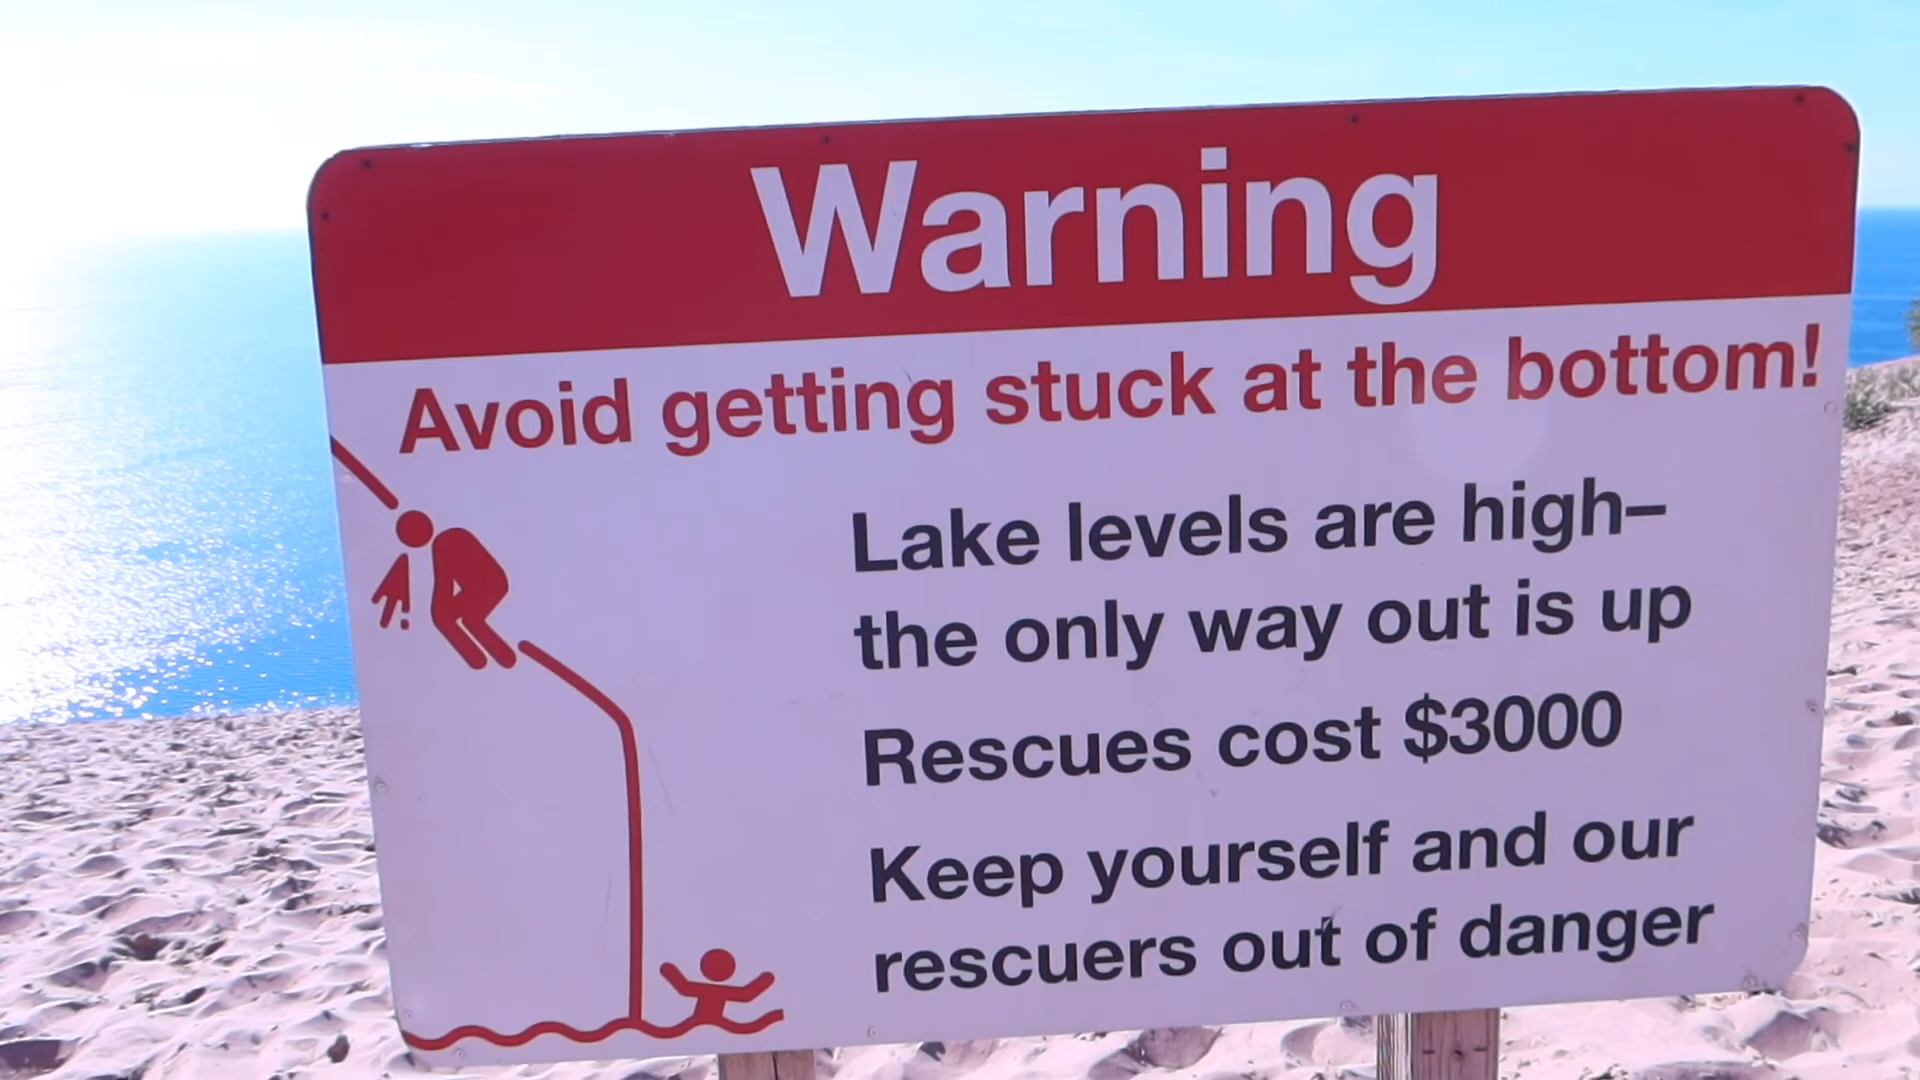 Warning
Avoid getting stuck at the bottom!
Lake levels are high–
the only way out is up
Rescues cost $3000
Keep yourself and our
rescuers out of danger